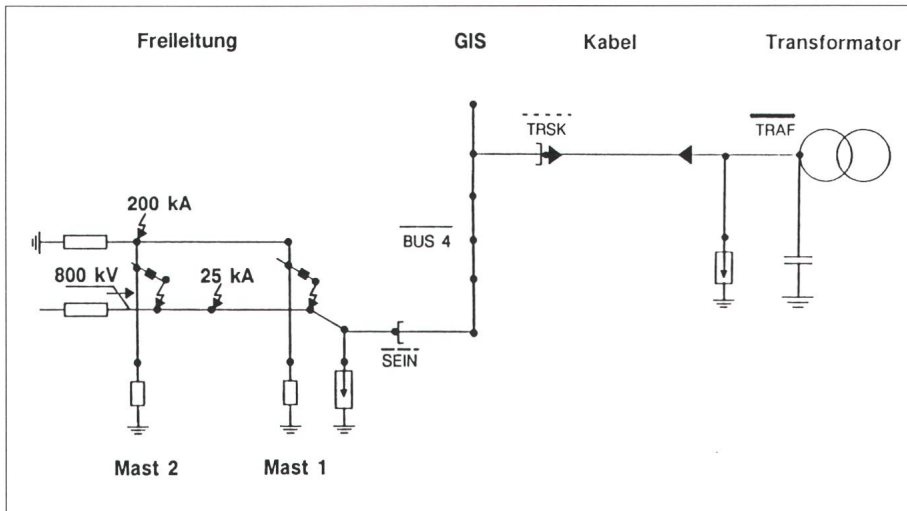 Freileitung GIS Kabel Transformator
TRSK TRAF
200 kA
BUS 4
800 kV 25 kA
SEIN
Mast 2 Mast 1